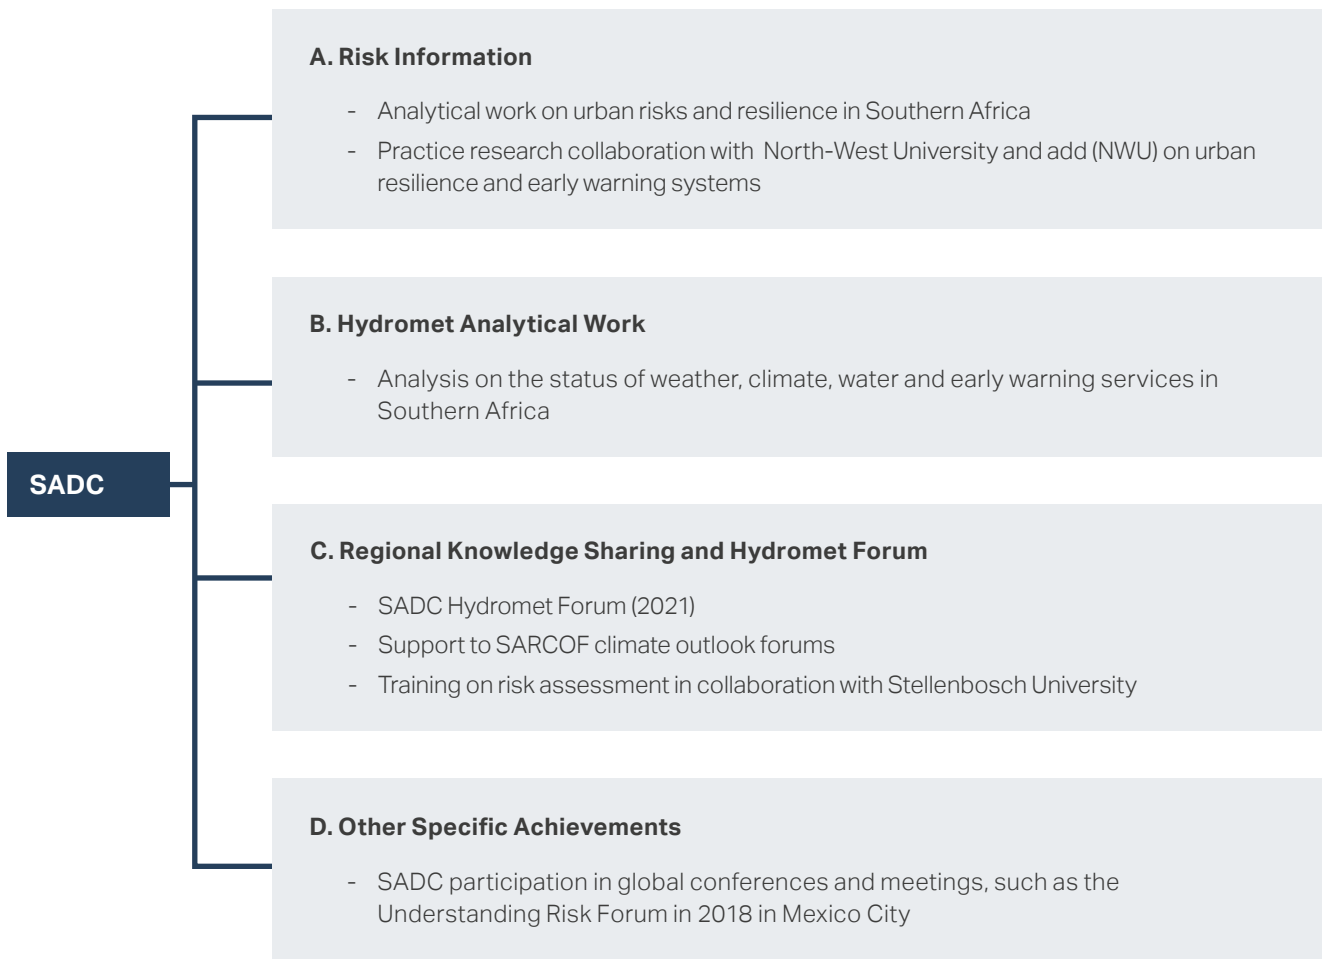 A. Risk Information
- Analytical work on urban risks and resilience in Southern Africa
- Practice research collaboration with North-West University and add (NWU) on urban
resilience and early warning systems
B. Hydromet Analytical Work
- Analysis on the status of weather, climate, water and early warning services in
Southern Africa
SADC
C. Regional Knowledge Sharing and Hydromet Forum
- SADC Hydromet Forum (2021)
- Support to SARCOF climate outlook forums
- Training on risk assessment in collaboration with Stellenbosch University
D. Other Specific Achievements
- SADC participation in global conferences and meetings, such as the
Understanding Risk Forum in 2018 in Mexico City